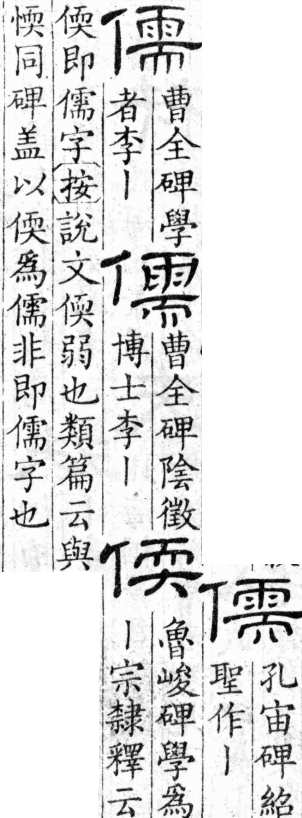 儒
孔宙碑紹
聖作丨
儒
曹全碑學
者李丨
儒
曹全碑陰徵
博士李丨
偄
魯峻碑學爲
丨宗隸釋云
偄即儒字按說文偄弱也類篇云與
愞同碑盖以偄爲儒非即儒字也